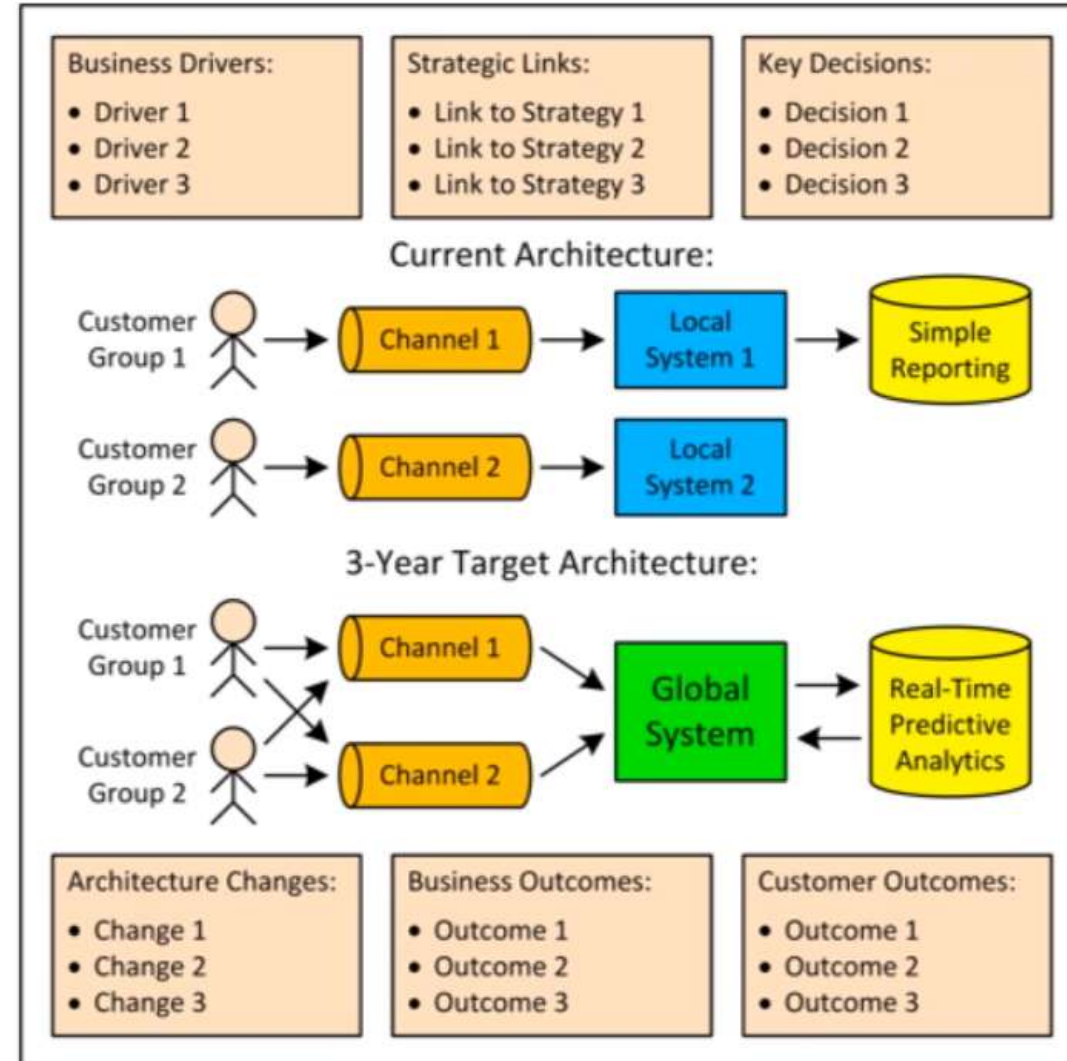 Business Drivers:
• Driver 1
• Driver 2
• Driver 3
Strategic Links:
• Link to Strategy 1
• Link to Strategy 2
• Link to Strategy 3
Key Decisions:
• Decision 1
• Decision 2
• Decision 3
Current Architecture:
Customer
Group 1
Channel 1
Local
System 1
Simple
Reporting
Customer
Group 2
Channel 2
Local
System 2
3-Year Target Architecture:
Customer
Group 1
Channel 1
Customer
Group 2
Channel 2
Global
System
Real-Time
Predictive
Analytics
Architecture Changes:
• Change 1
• Change 2
• Change 3
Business Outcomes:
• Outcome 1
• Outcome 2
• Outcome 3
Customer Outcomes:
• Outcome 1
• Outcome 2
• Outcome 3